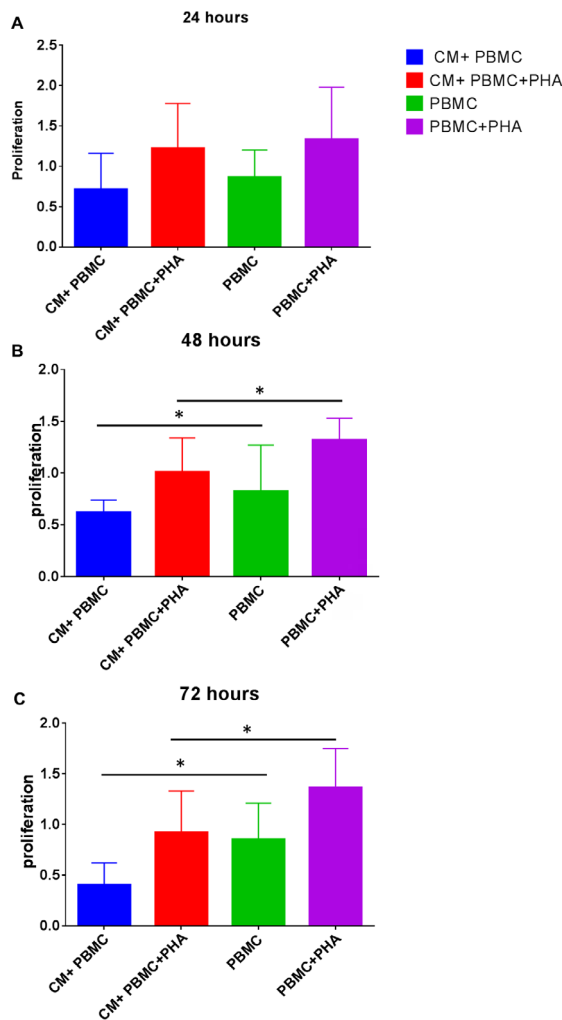 A
24 hours
2.5
2.0
1.5
1.0
0.5
0.0
Proliferation
CM+ PBMC
CM+ PBMC+PHA
PBMC
PBMC+PHA
CM+ PBMC
CM+ PBMC+PHA
PBMC
PBMC+PHA
B
48 hours
2.0
1.5
1.0
0.5
0.0
proliferation
*
*
CM+ PBMC
CM+ PBMC+PHA
PBMC
PBMC+PHA
C
72 hours
2.0
1.5
1.0
0.5
0.0
proliferation
*
*
CM+ PBMC
CM+ PBMC+PHA
PBMC
PBMC+PHA